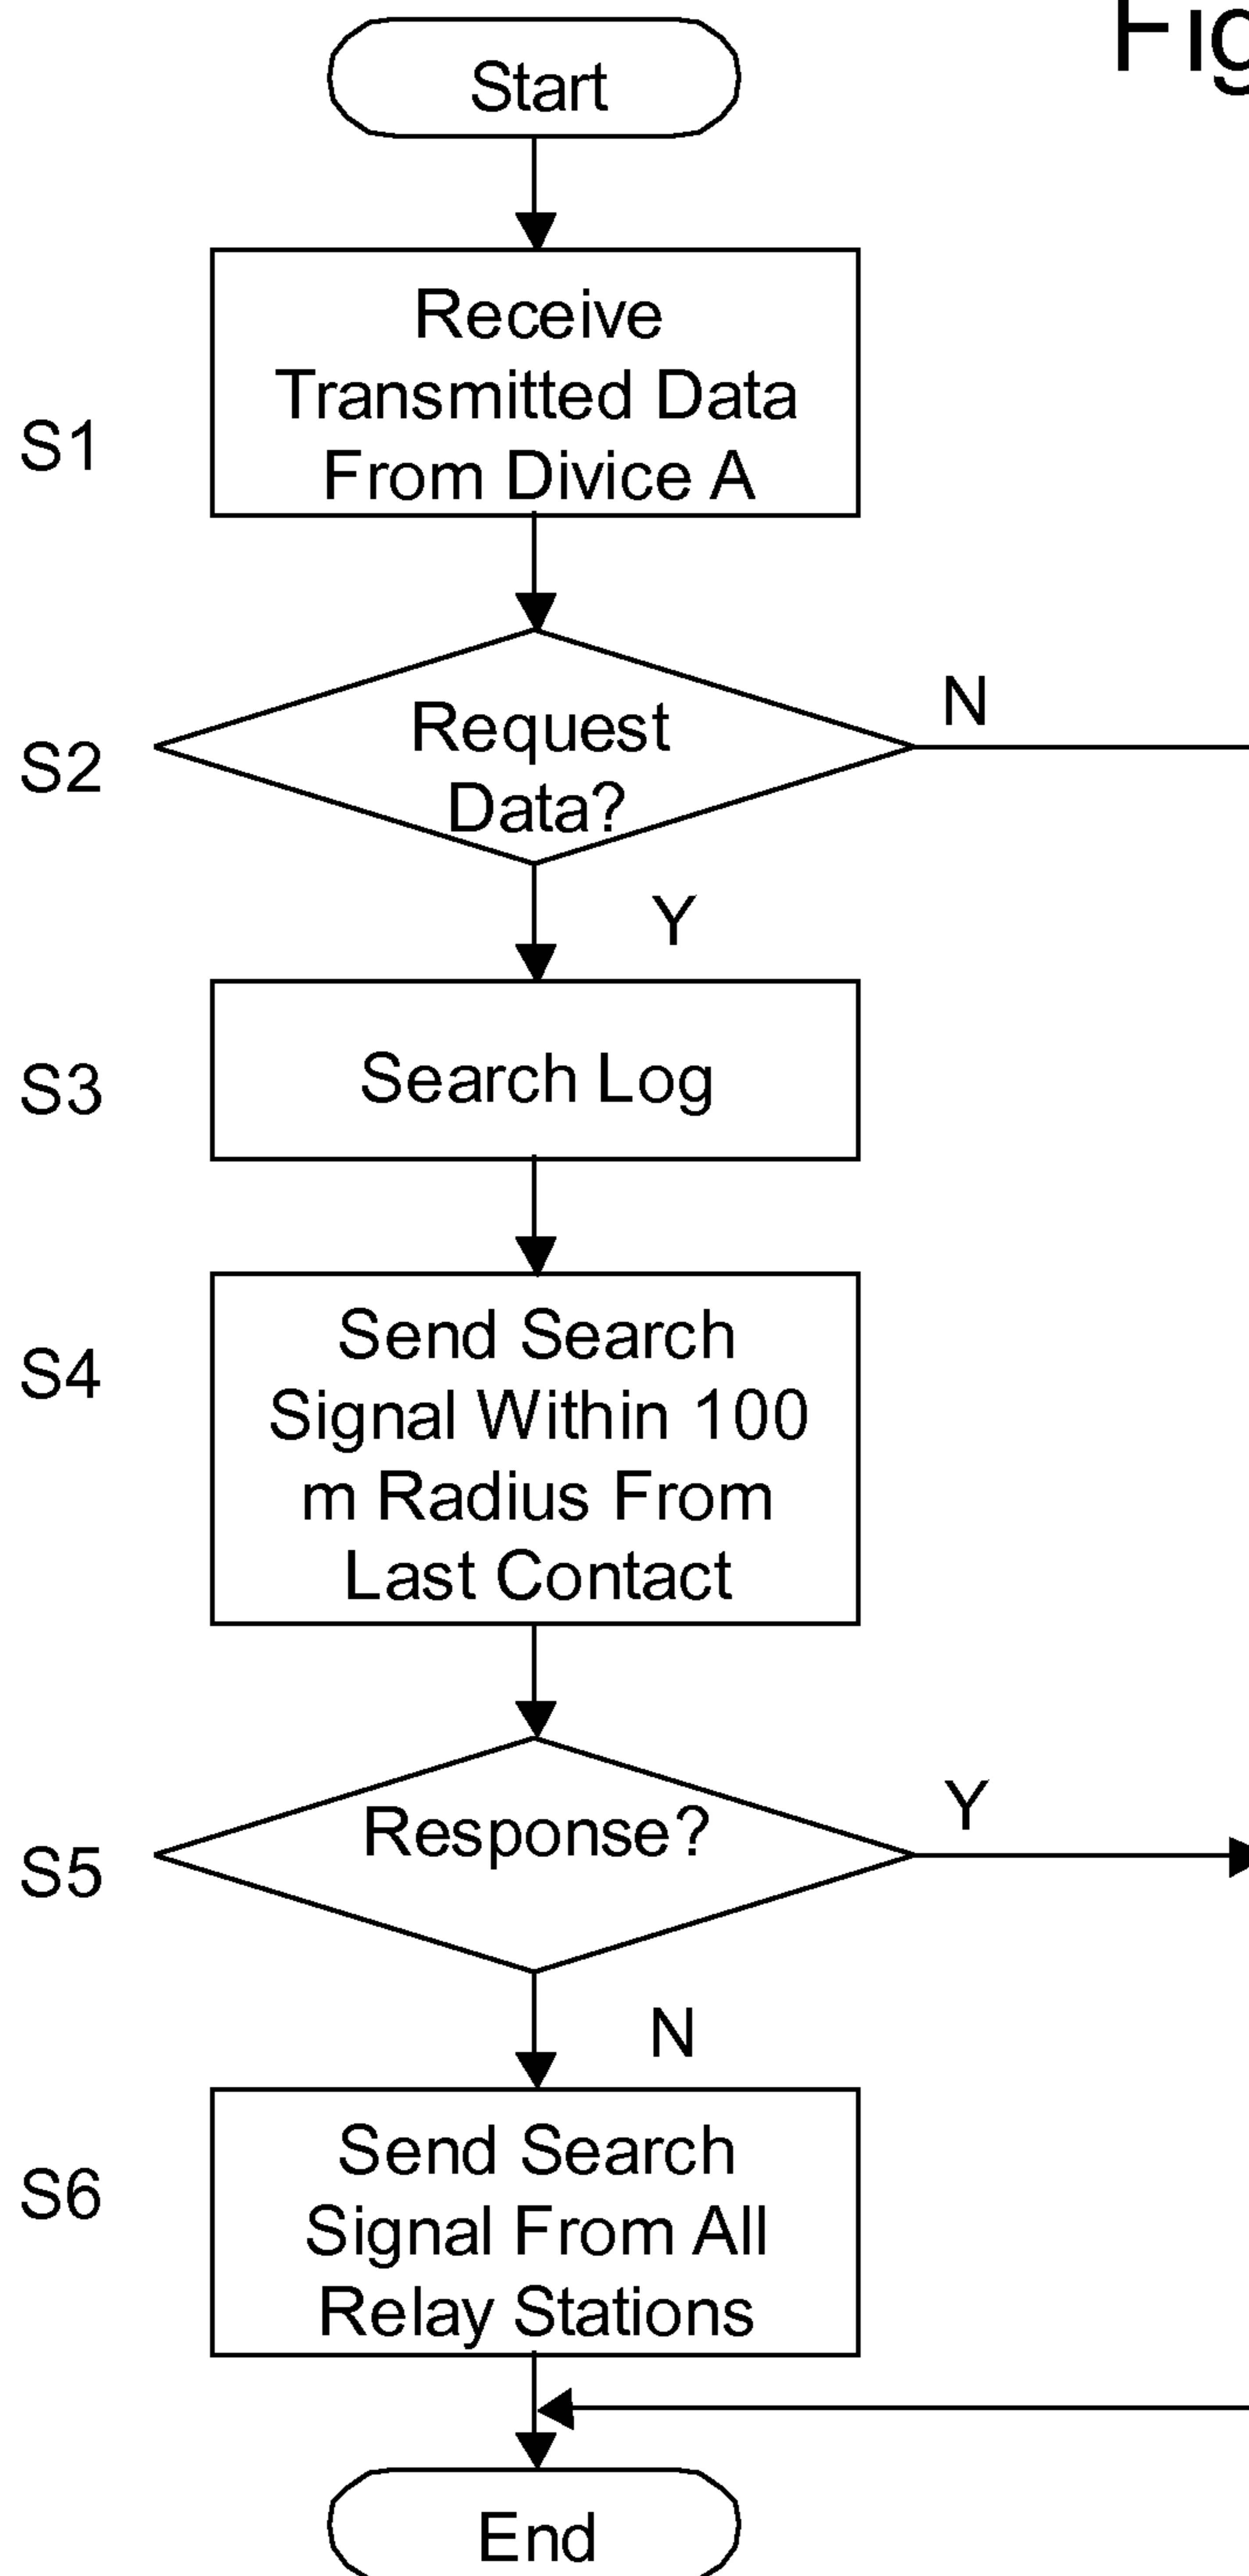 Fig
Start
S1
Receive
Transmitted Data
From Divice A
S2
Request
Data?
N
Y
S3
Search Log
S4
Send Search
Signal Within 100
m Radius From
Last Contact
S5
Response?
Y
N
S6
Send Search
Signal From All
Relay Stations
End